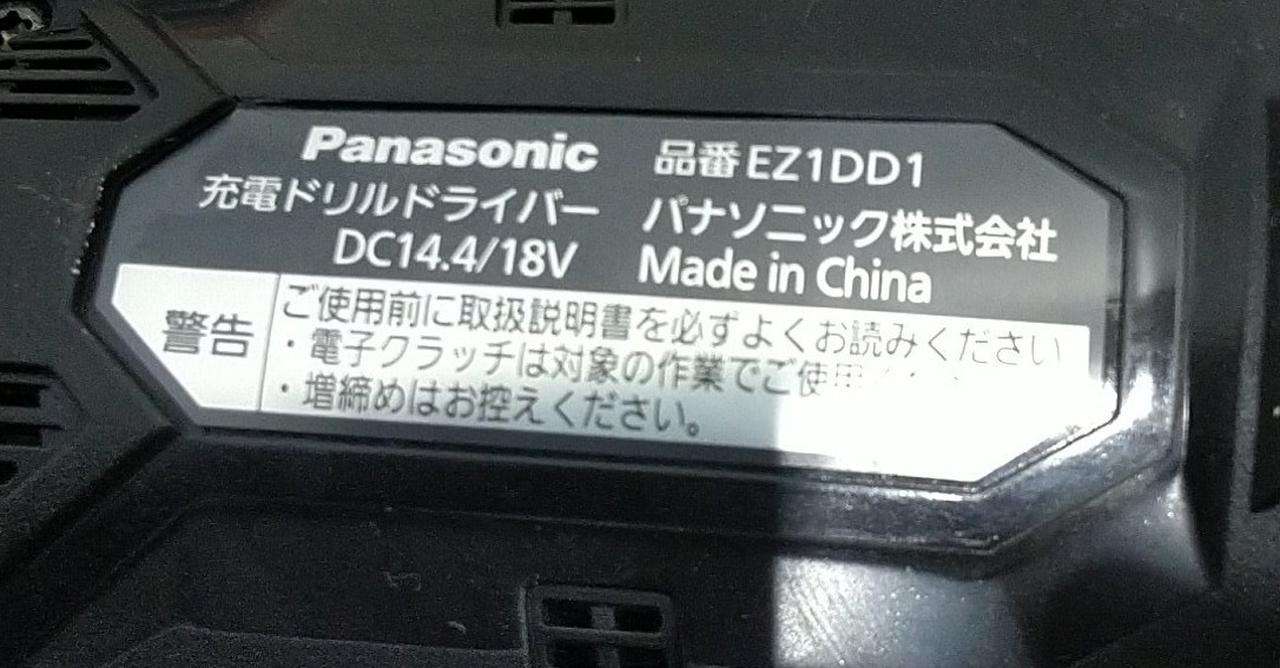 Panasonic 品番 EZ1DD1
充電ドリルドライバー パナソニック株式会社
DC14.4/18V Made in China
警告
ご使用前に取扱説明書を必ずよくお読みください
・電子クラッチは対象の作業でご使用
・増締めはお控えください。